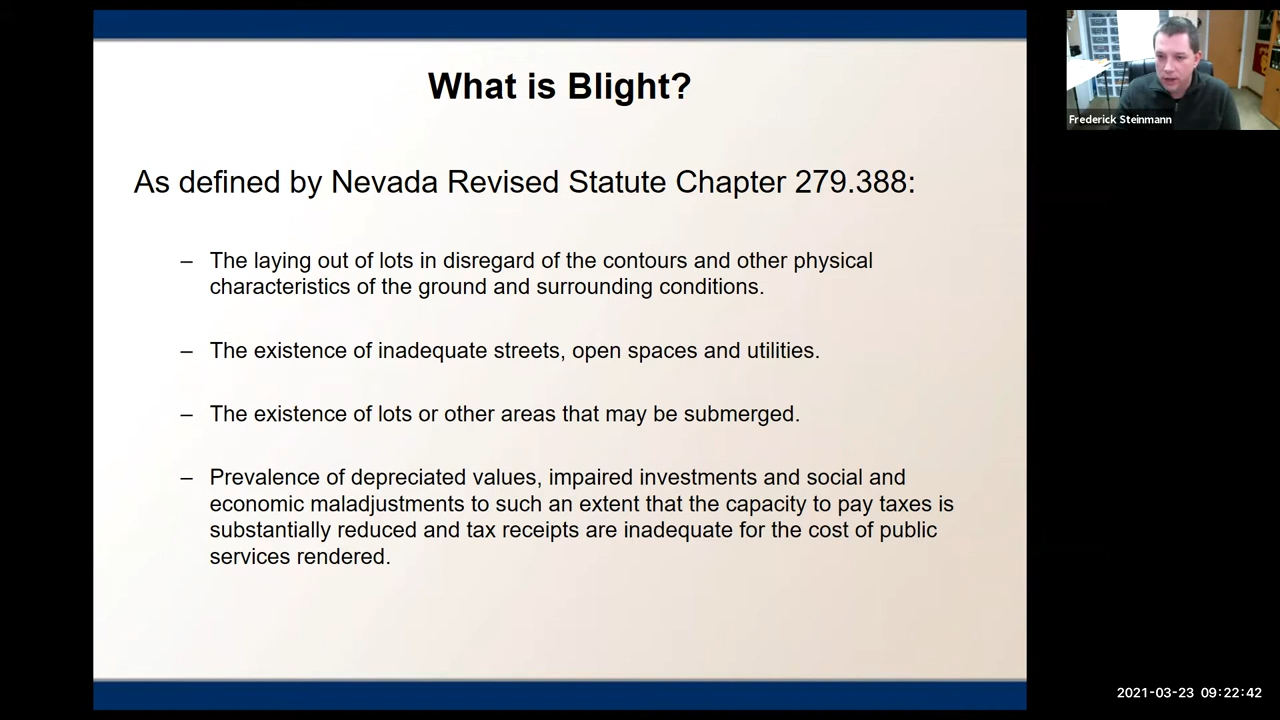 What is Blight?
Frederick Steinmann
As defined by Nevada Revised Statute Chapter 279.388:
– The laying out of lots in disregard of the contours and other physical
characteristics of the ground and surrounding conditions.
– The existence of inadequate streets, open spaces and utilities.
– The existence of lots or other areas that may be submerged.
– Prevalence of depreciated values, impaired investments and social and
economic maladjustments to such an extent that the capacity to pay taxes is
substantially reduced and tax receipts are inadequate for the cost of public
services rendered.
2021-03-23 09:22:42